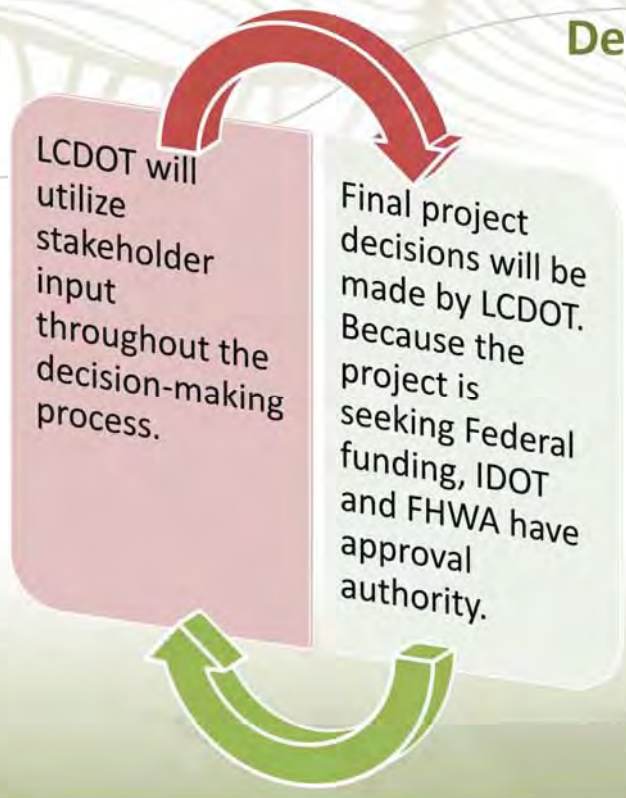 De
LCDOT will
utilize
stakeholder
input
throughout the
decision-making
process.
Final project
decisions will be
made by LCDOT.
Because the
project is
seeking Federal
funding, IDOT
and FHWA have
approval
authority.